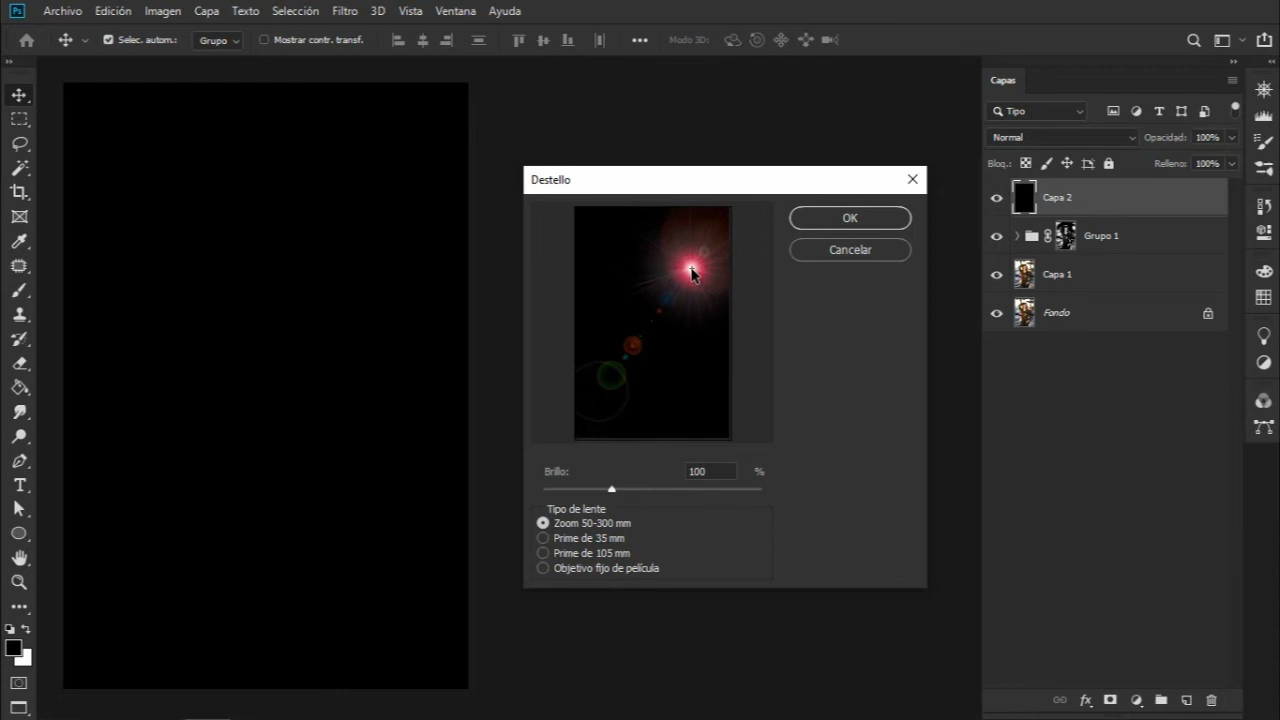 Ps Archivo Edición Imagen Capa Texto Selección Filtro 3D Vista Ventana Ayuda
Selec. autom.: Grupo Mostrar contr. transf. Modo 3D:
Capas
Tipo
Normal Opacidad: 100%
Bloq.: Relleno: 100%
Capa 2
Grupo 1
Capa 1
Fondo
Destello
OK
Cancelar
Brillo: 100 %
Tipo de lente
Zoom 50-300 mm
Prime de 35 mm
Prime de 105 mm
Objetivo fijo de película
fx